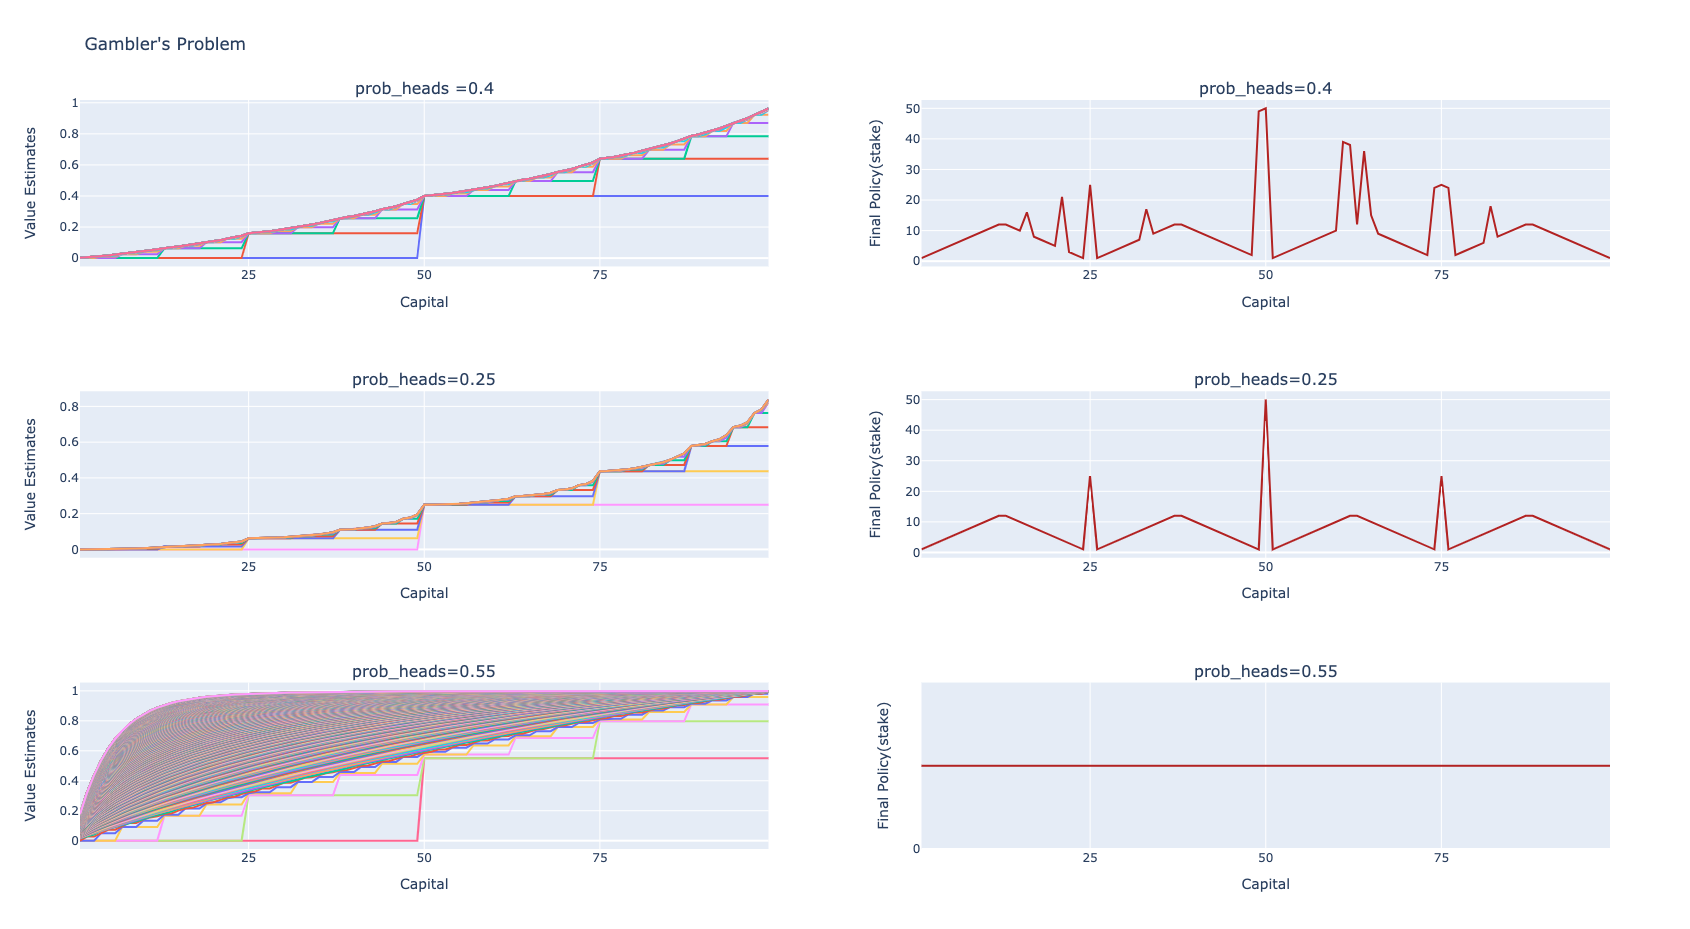 Gambler's Problem
prob_heads =0.4
prob_heads=0.4
Value Estimates
1
0.8
0.6
0.4
0.2
0
25
50
75
Capital
Final Policy(stake)
50
40
30
20
10
0
25
50
75
Capital
prob_heads=0.25
prob_heads=0.25
Value Estimates
0.8
0.6
0.4
0.2
0
25
50
75
Capital
Final Policy(stake)
50
40
30
20
10
0
25
50
75
Capital
prob_heads=0.55
prob_heads=0.55
Value Estimates
1
0.8
0.6
0.4
0.2
0
25
50
75
Capital
Final Policy(stake)
0
25
50
75
Capital